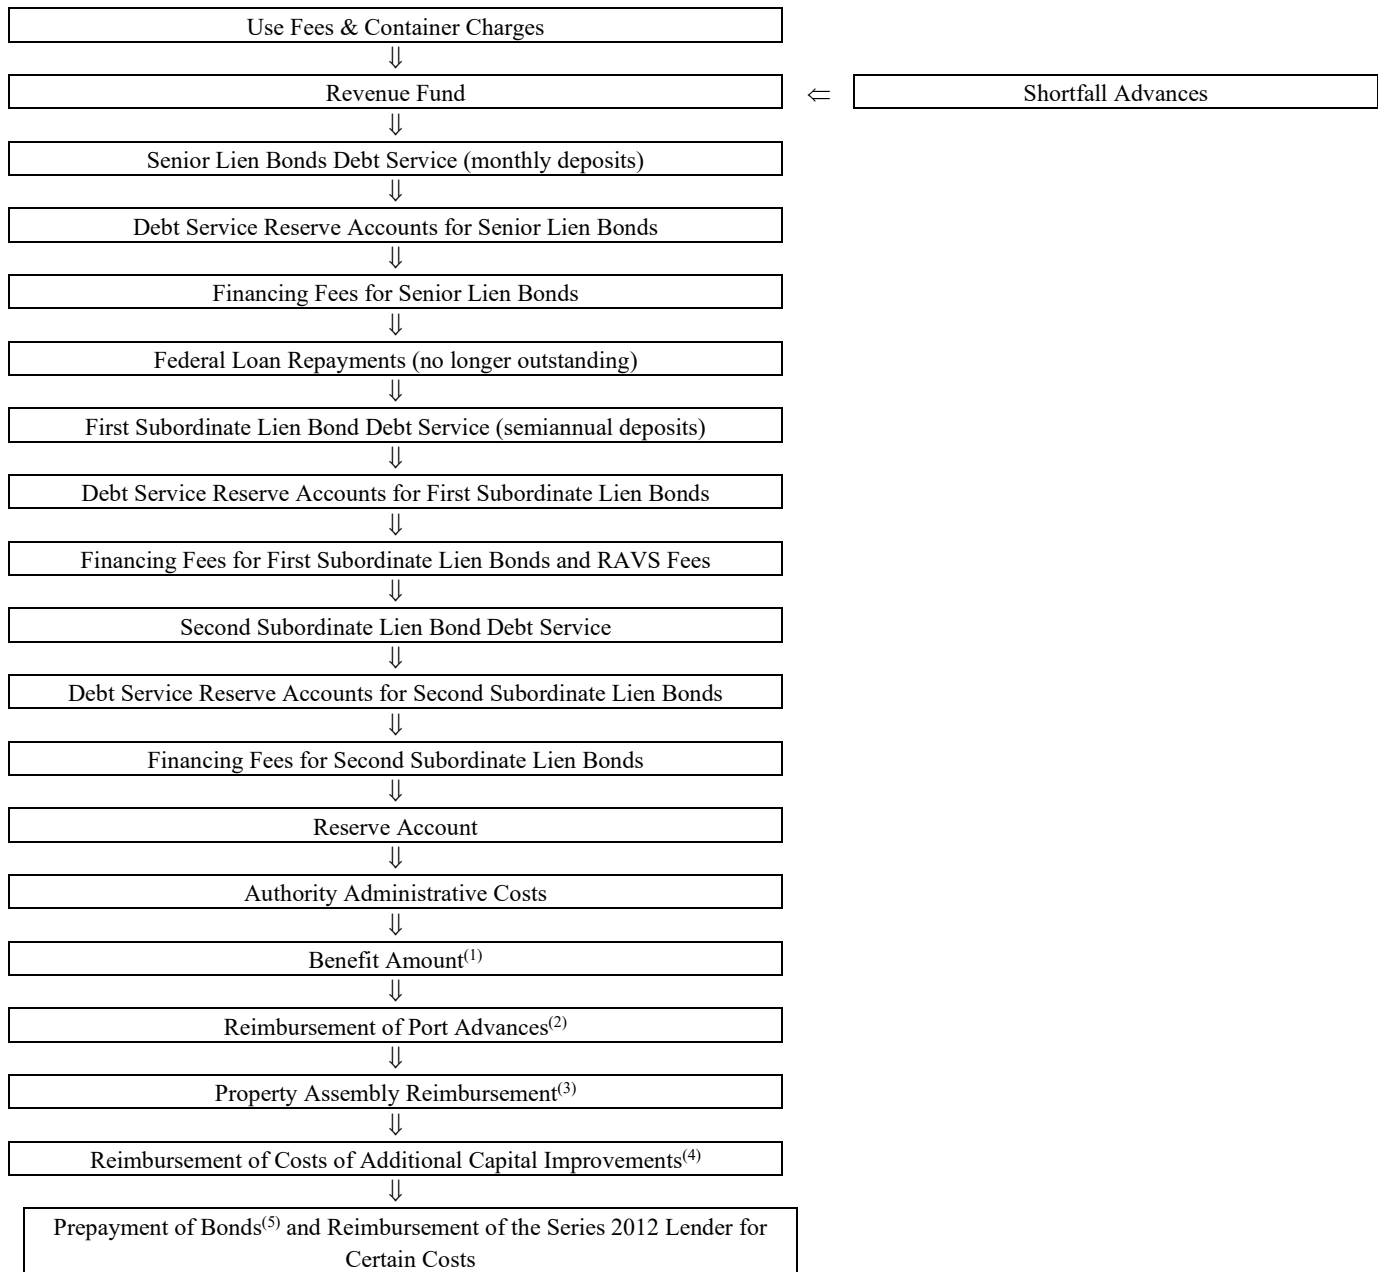 Use Fees & Container Charges
⇓
Revenue Fund ⇐ Shortfall Advances
⇓
Senior Lien Bonds Debt Service (monthly deposits)
⇓
Debt Service Reserve Accounts for Senior Lien Bonds
⇓
Financing Fees for Senior Lien Bonds
⇓
Federal Loan Repayments (no longer outstanding)
⇓
First Subordinate Lien Bond Debt Service (semiannual deposits)
⇓
Debt Service Reserve Accounts for First Subordinate Lien Bonds
⇓
Financing Fees for First Subordinate Lien Bonds and RAVS Fees
⇓
Second Subordinate Lien Bond Debt Service
⇓
Debt Service Reserve Accounts for Second Subordinate Lien Bonds
⇓
Financing Fees for Second Subordinate Lien Bonds
⇓
Reserve Account
⇓
Authority Administrative Costs
⇓
Benefit Amount(1)
⇓
Reimbursement of Port Advances(2)
⇓
Property Assembly Reimbursement(3)
⇓
Reimbursement of Costs of Additional Capital Improvements(4)
⇓
Prepayment of Bonds(5) and Reimbursement of the Series 2012 Lender for
Certain Costs